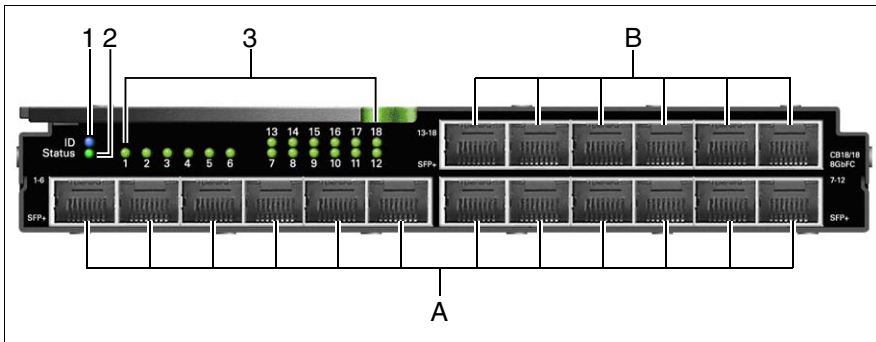 1 2 3 B
13 14 15 16 17 18 13-18
ID
Status
1 2 3 4 5 6 7 8 9 10 11 12 SFP+ CB18/18
8GbFC
1-6 7-12
SFP+ SFP+
A